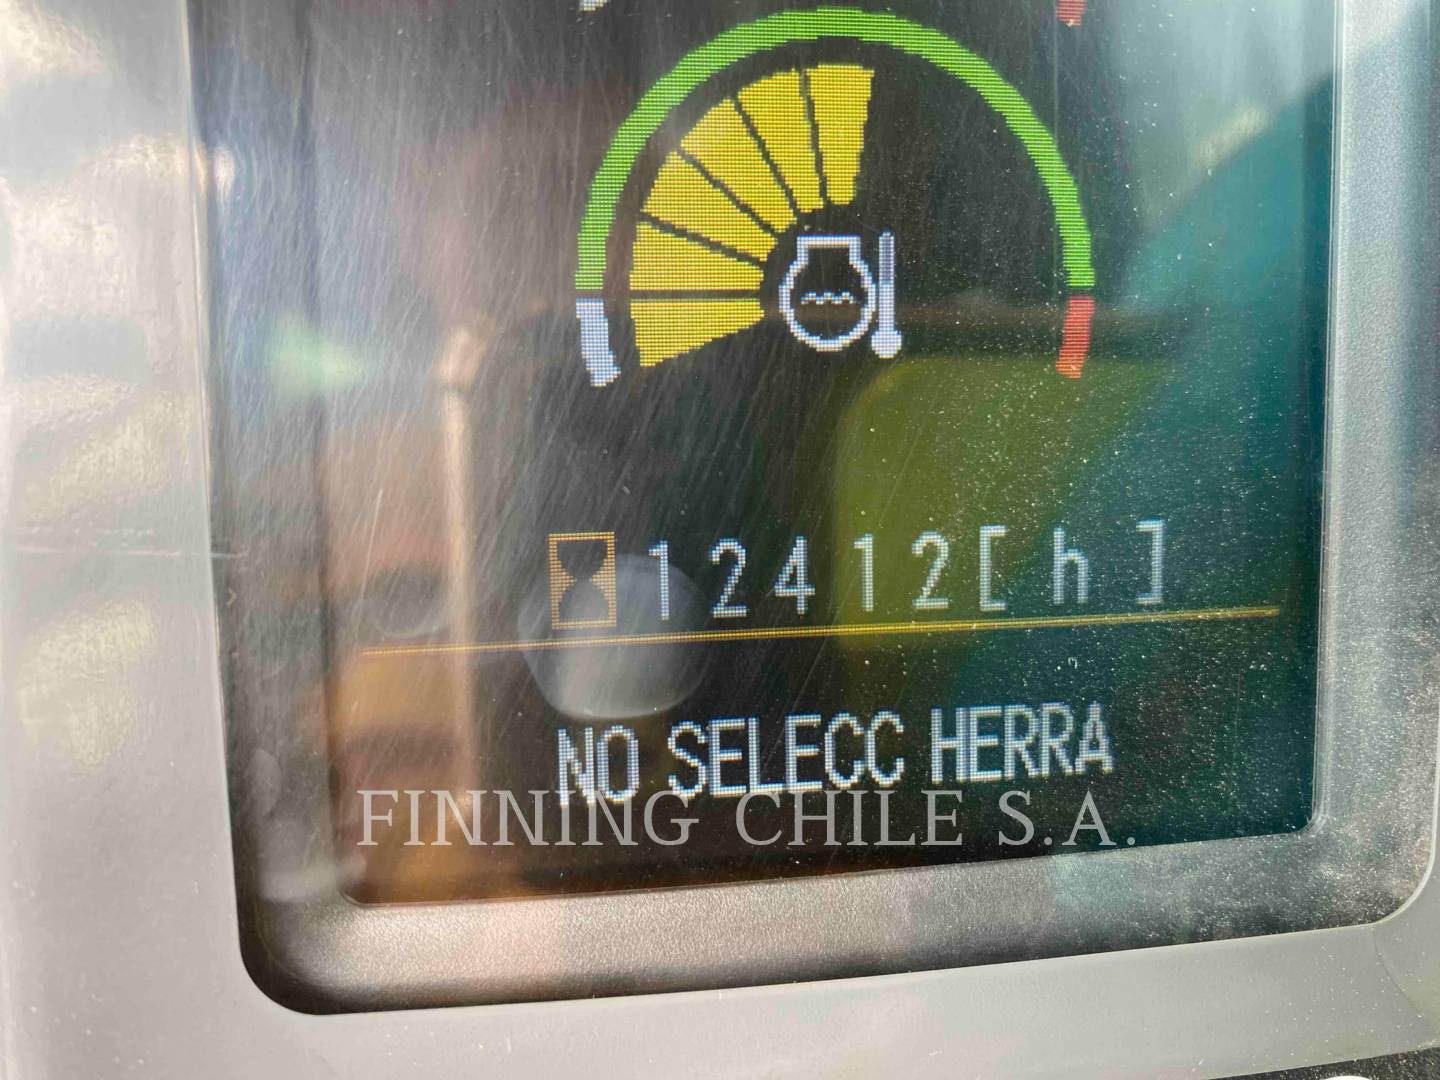 12412[h]
NO SELECC HERRA
FINNING CHILE S.A.